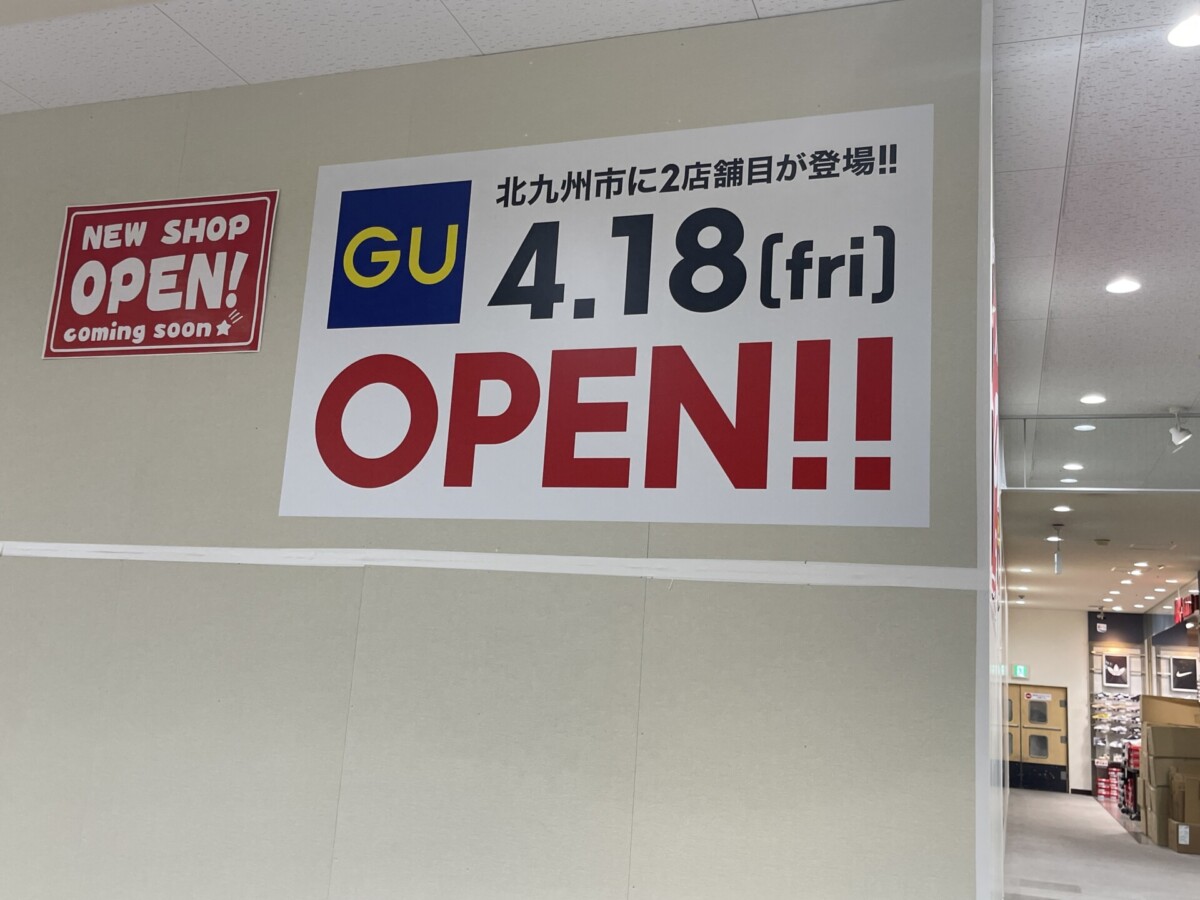 NEW SHOP
OPEN!
coming soon★
GU
北九州市に2店舗目が登場!!
4.18(fri)
OPEN!!